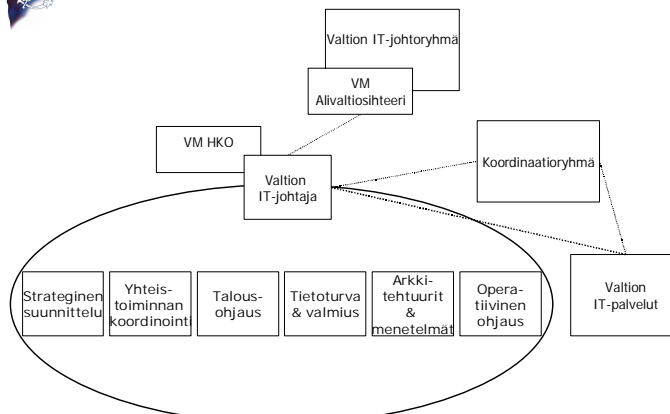 Valtion IT-johtoryhmä
VM
Alivaltiosihteeri
VM HKO
Valtion
IT-johtaja
Koordinaatioryhmä
Strateginen
suunnittelu
Yhteis-
toiminnan
koordinointi
Talous-
ohjaus
Tietoturva
& valmius
Arkki-
tehtuurit
&
menetelmät
Opera-
tiivinen
ohjaus
Valtion
IT-palvelut